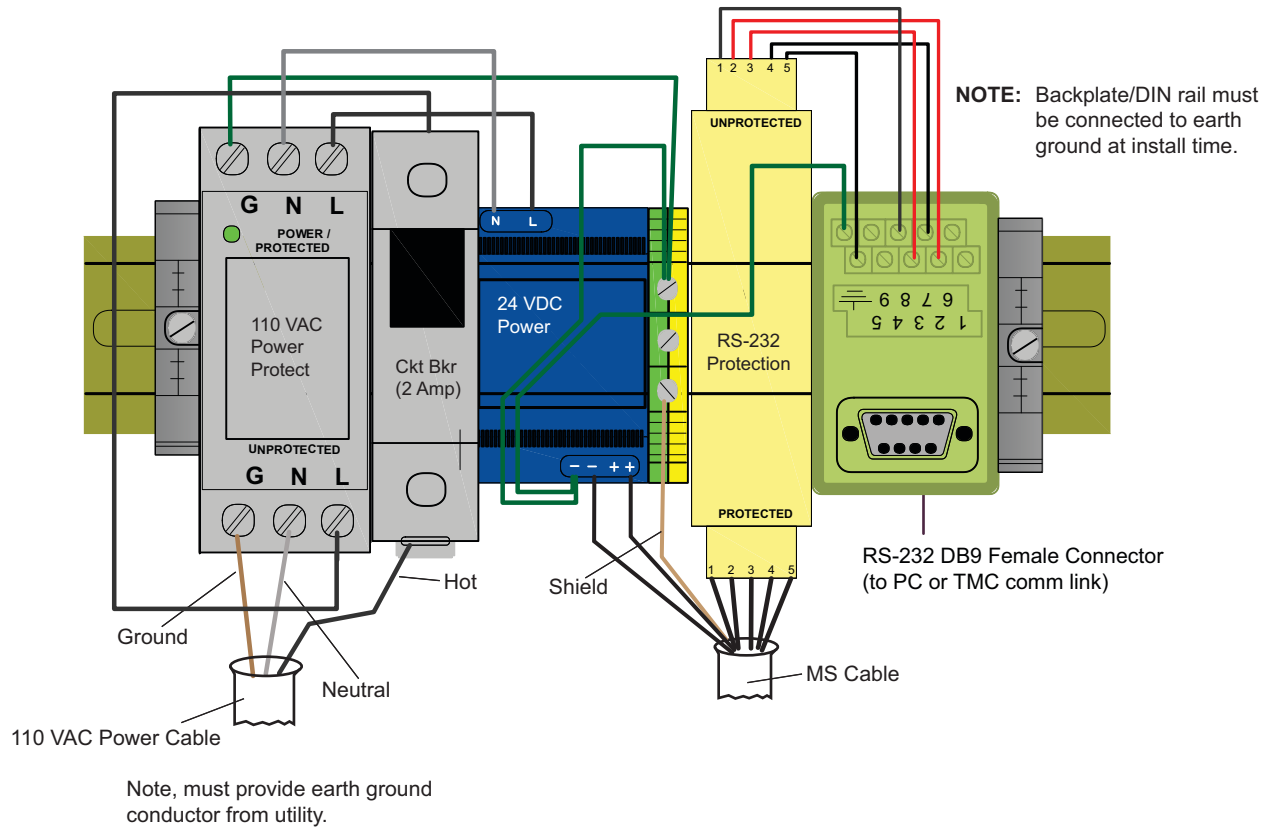 1 2 3 4 5
NOTE: Backplate/DIN rail must
be connected to earth
ground at install time.
UNPROTECTED
G N L
POWER /
PROTECTED
N L
110 VAC
Power
Protect
Ckt Bkr
(2 Amp)
24 VDC
Power
RS-232
Protection
9 8 7 6
5 4 3 2 1
UNPROTECTED
G N L
- - + +
PROTECTED
1 2 3 4 5
RS-232 DB9 Female Connector
(to PC or TMC comm link)
Hot
Shield
Ground
Neutral
MS Cable
110 VAC Power Cable
Note, must provide earth ground
conductor from utility.